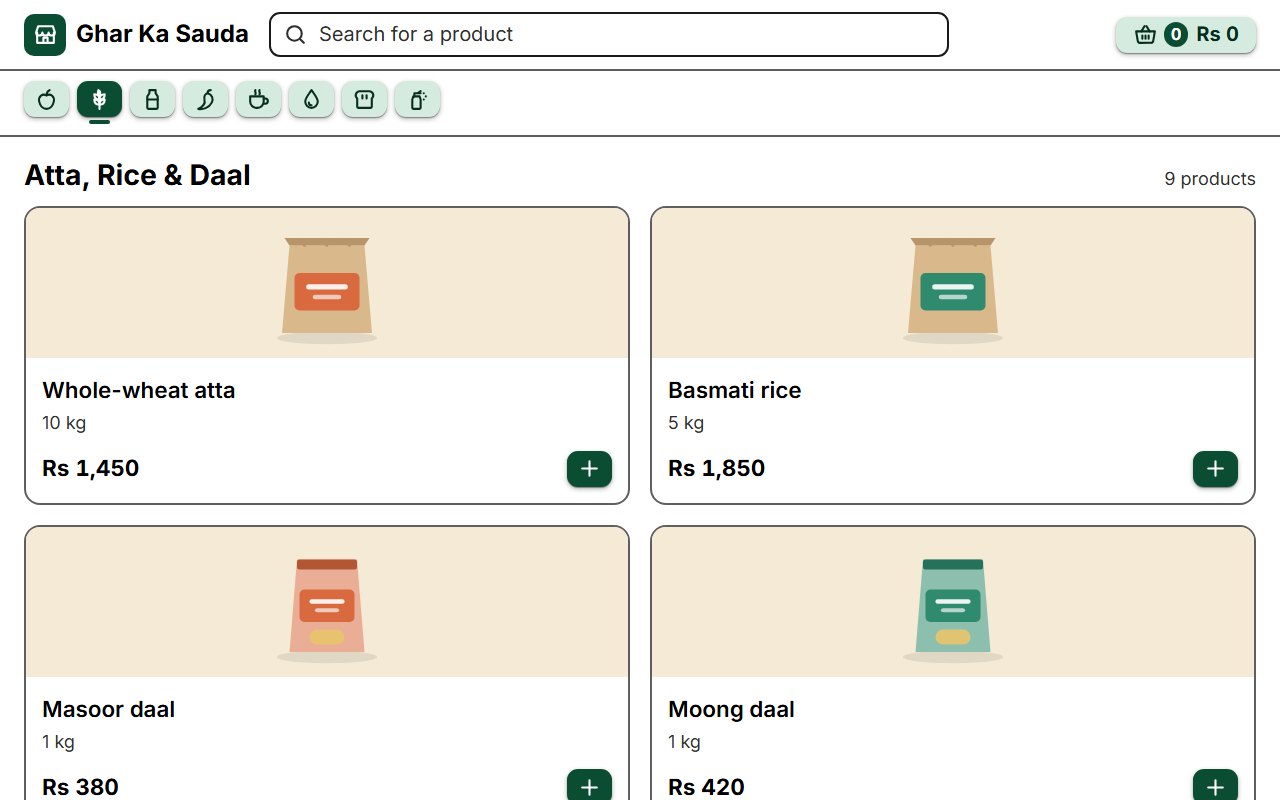 Ghar Ka Sauda
Search for a product
0 Rs 0
Atta, Rice & Daal
9 products
Whole-wheat atta
10 kg
Rs 1,450
Basmati rice
5 kg
Rs 1,850
Masoor daal
1 kg
Rs 380
Moong daal
1 kg
Rs 420